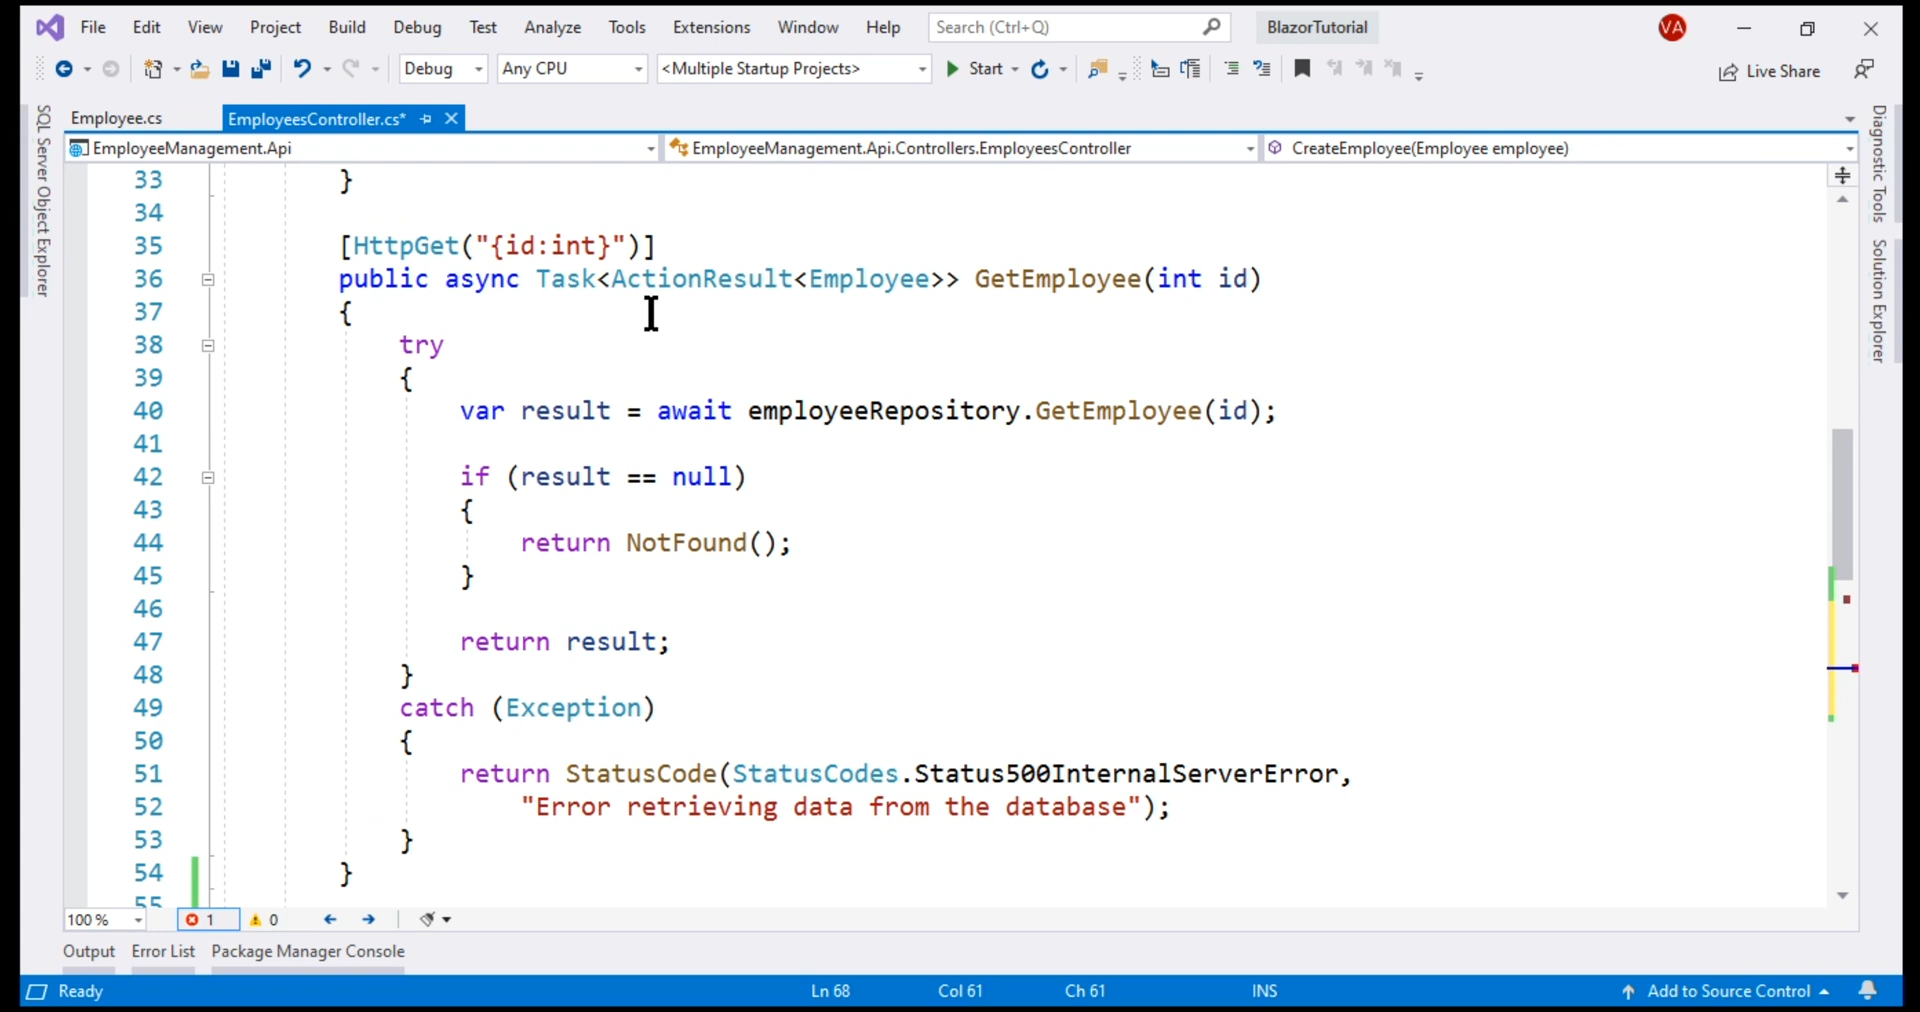 File Edit View Project Build Debug Test Analyze Tools Extensions Window Help Search (Ctrl+Q) BlazorTutorial VA
Debug Any CPU <Multiple Startup Projects> Start Live Share
Employee.cs EmployeesController.cs*
EmployeeManagement.Api EmployeeManagement.Api.Controllers.EmployeesController CreateEmployee(Employee employee)
SQL Server Object Explorer
Diagnostic Tools
Solution Explorer
33 }
34
35 [HttpGet("{id:int}")]
36 public async Task<ActionResult<Employee>> GetEmployee(int id)
37 {
38 try
39 {
40 var result = await employeeRepository.GetEmployee(id);
41
42 if (result == null)
43 {
44 return NotFound();
45 }
46
47 return result;
48 }
49 catch (Exception)
50 {
51 return StatusCode(StatusCodes.Status500InternalServerError,
52 "Error retrieving data from the database");
53 }
54 }
55
100 % 1 0
Output Error List Package Manager Console
Ready Ln 68 Col 61 Ch 61 INS Add to Source Control